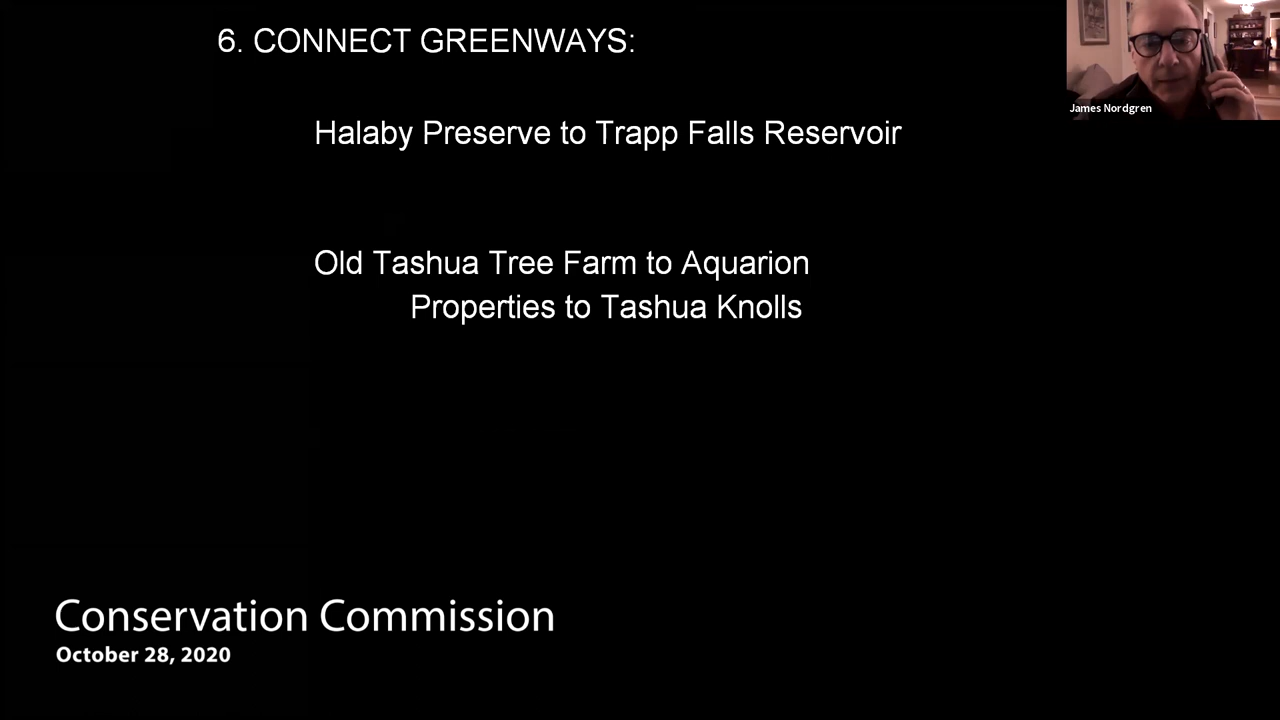 6. CONNECT GREENWAYS:
James Nordgren
Halaby Preserve to Trapp Falls Reservoir
Old Tashua Tree Farm to Aquarion
Properties to Tashua Knolls
Conservation Commission
October 28, 2020